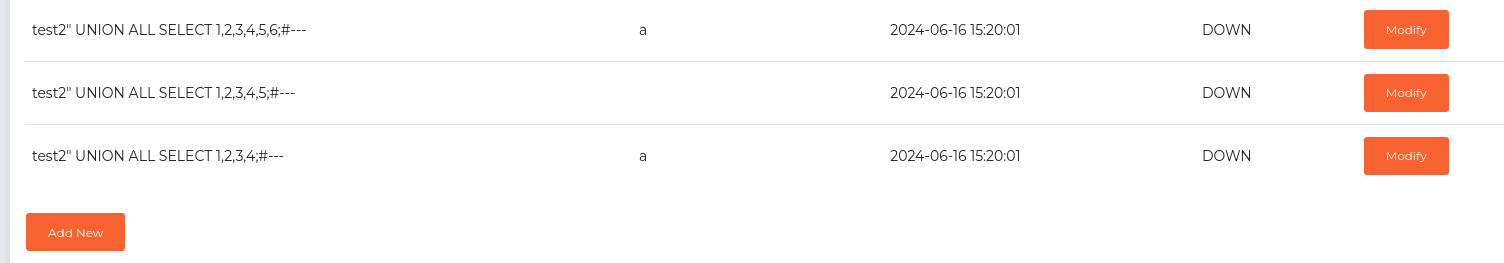 test2" UNION ALL SELECT 1,2,3,4,5,6;#--- a 2024-06-16 15:20:01 DOWN Modify
test2" UNION ALL SELECT 1,2,3,4,5;#--- 2024-06-16 15:20:01 DOWN Modify
test2" UNION ALL SELECT 1,2,3,4;#--- a 2024-06-16 15:20:01 DOWN Modify
Add New